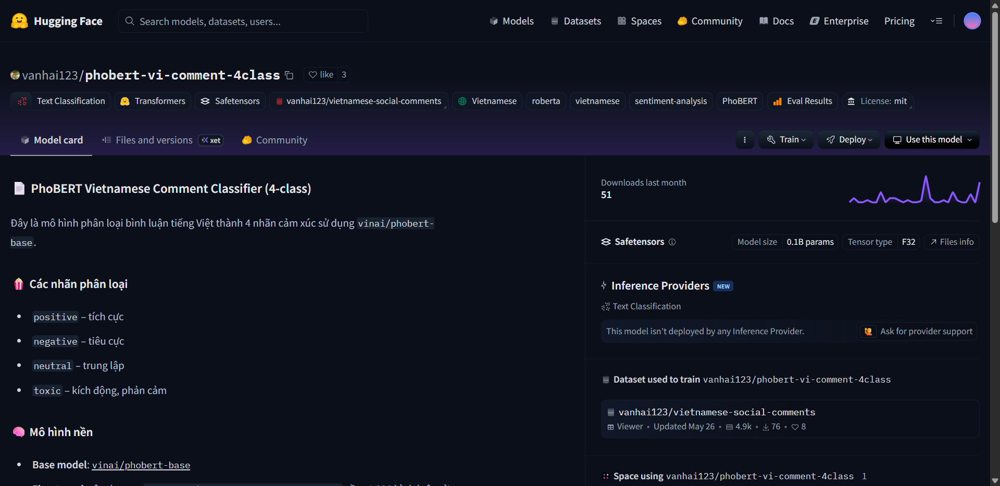 Hugging Face
Search models, datasets, users...
Models
Datasets
Spaces
Community
Docs
Enterprise
Pricing
vanhai123/phobert-vi-comment-4class
like 3
Text Classification
Transformers
Safetensors
vanhai123/vietnamese-social-comments
Vietnamese
roberta
vietnamese
sentiment-analysis
PhoBERT
Eval Results
License: mit
Model card
Files and versions
xet
Community
Train
Deploy
Use this model
PhoBERT Vietnamese Comment Classifier (4-class)
Đây là mô hình phân loại bình luận tiếng Việt thành 4 nhãn cảm xúc sử dụng vinai/phobert-
base.
Các nhãn phân loại
positive – tích cực
negative – tiêu cực
neutral – trung lập
toxic – kích động, phản cảm
Mô hình nền
Base model: vinai/phobert-base
Downloads last month
51
Safetensors
Model size 0.1B params
Tensor type F32
Files info
Inference Providers NEW
Text Classification
This model isn't deployed by any Inference Provider.
Ask for provider support
Dataset used to train vanhai123/phobert-vi-comment-4class
vanhai123/vietnamese-social-comments
Viewer • Updated May 26 • 4.9k • 76 • 8
Space using vanhai123/phobert-vi-comment-4class 1